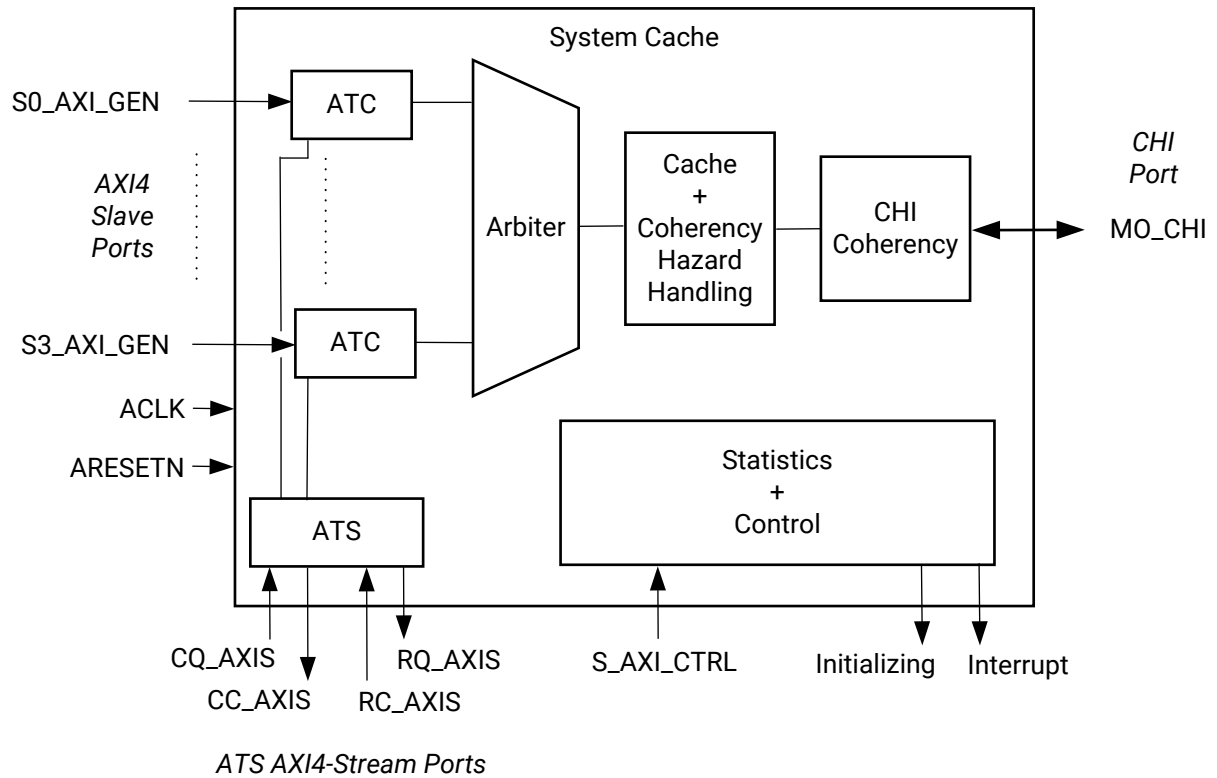 System Cache
S0_AXI_GEN
ATC
AXI4
Slave
Ports
Arbiter
Cache
+
Coherency
Hazard
Handling
CHI
Coherency
CHI
Port
MO_CHI
S3_AXI_GEN
ATC
ACLK
ARESETN
ATS
Statistics
+
Control
CQ_AXIS
CC_AXIS
RC_AXIS
RQ_AXIS
S_AXI_CTRL
Initializing
Interrupt
ATS AXI4-Stream Ports